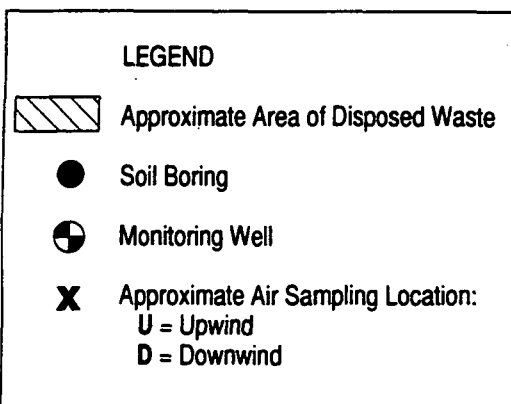 LEGEND
Approximate Area of Disposed Waste
Soil Boring
Monitoring Well
X Approximate Air Sampling Location:
U = Upwind
D = Downwind